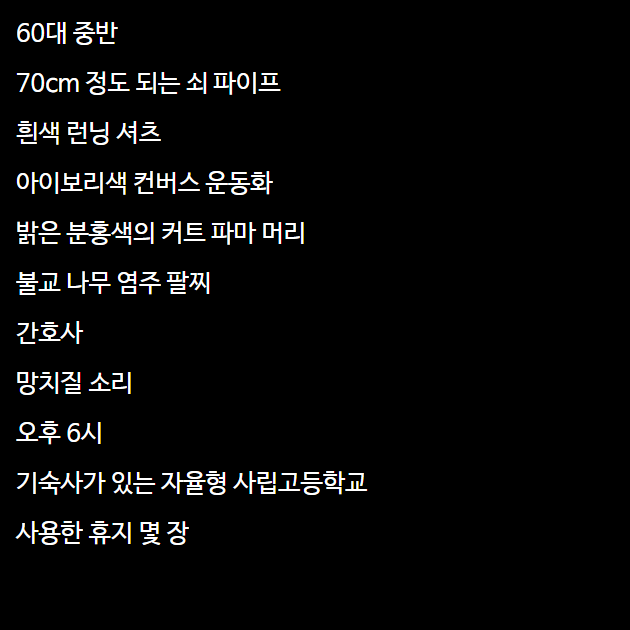 60대 중반
70cm 정도 되는 쇠 파이프
흰색 런닝 셔츠
아이보리색 컨버스 운동화
밝은 분홍색의 커트 파마 머리
불교 나무 염주 팔찌
간호사
망치질 소리
오후 6시
기숙사가 있는 자율형 사립고등학교
사용한 휴지 몇 장